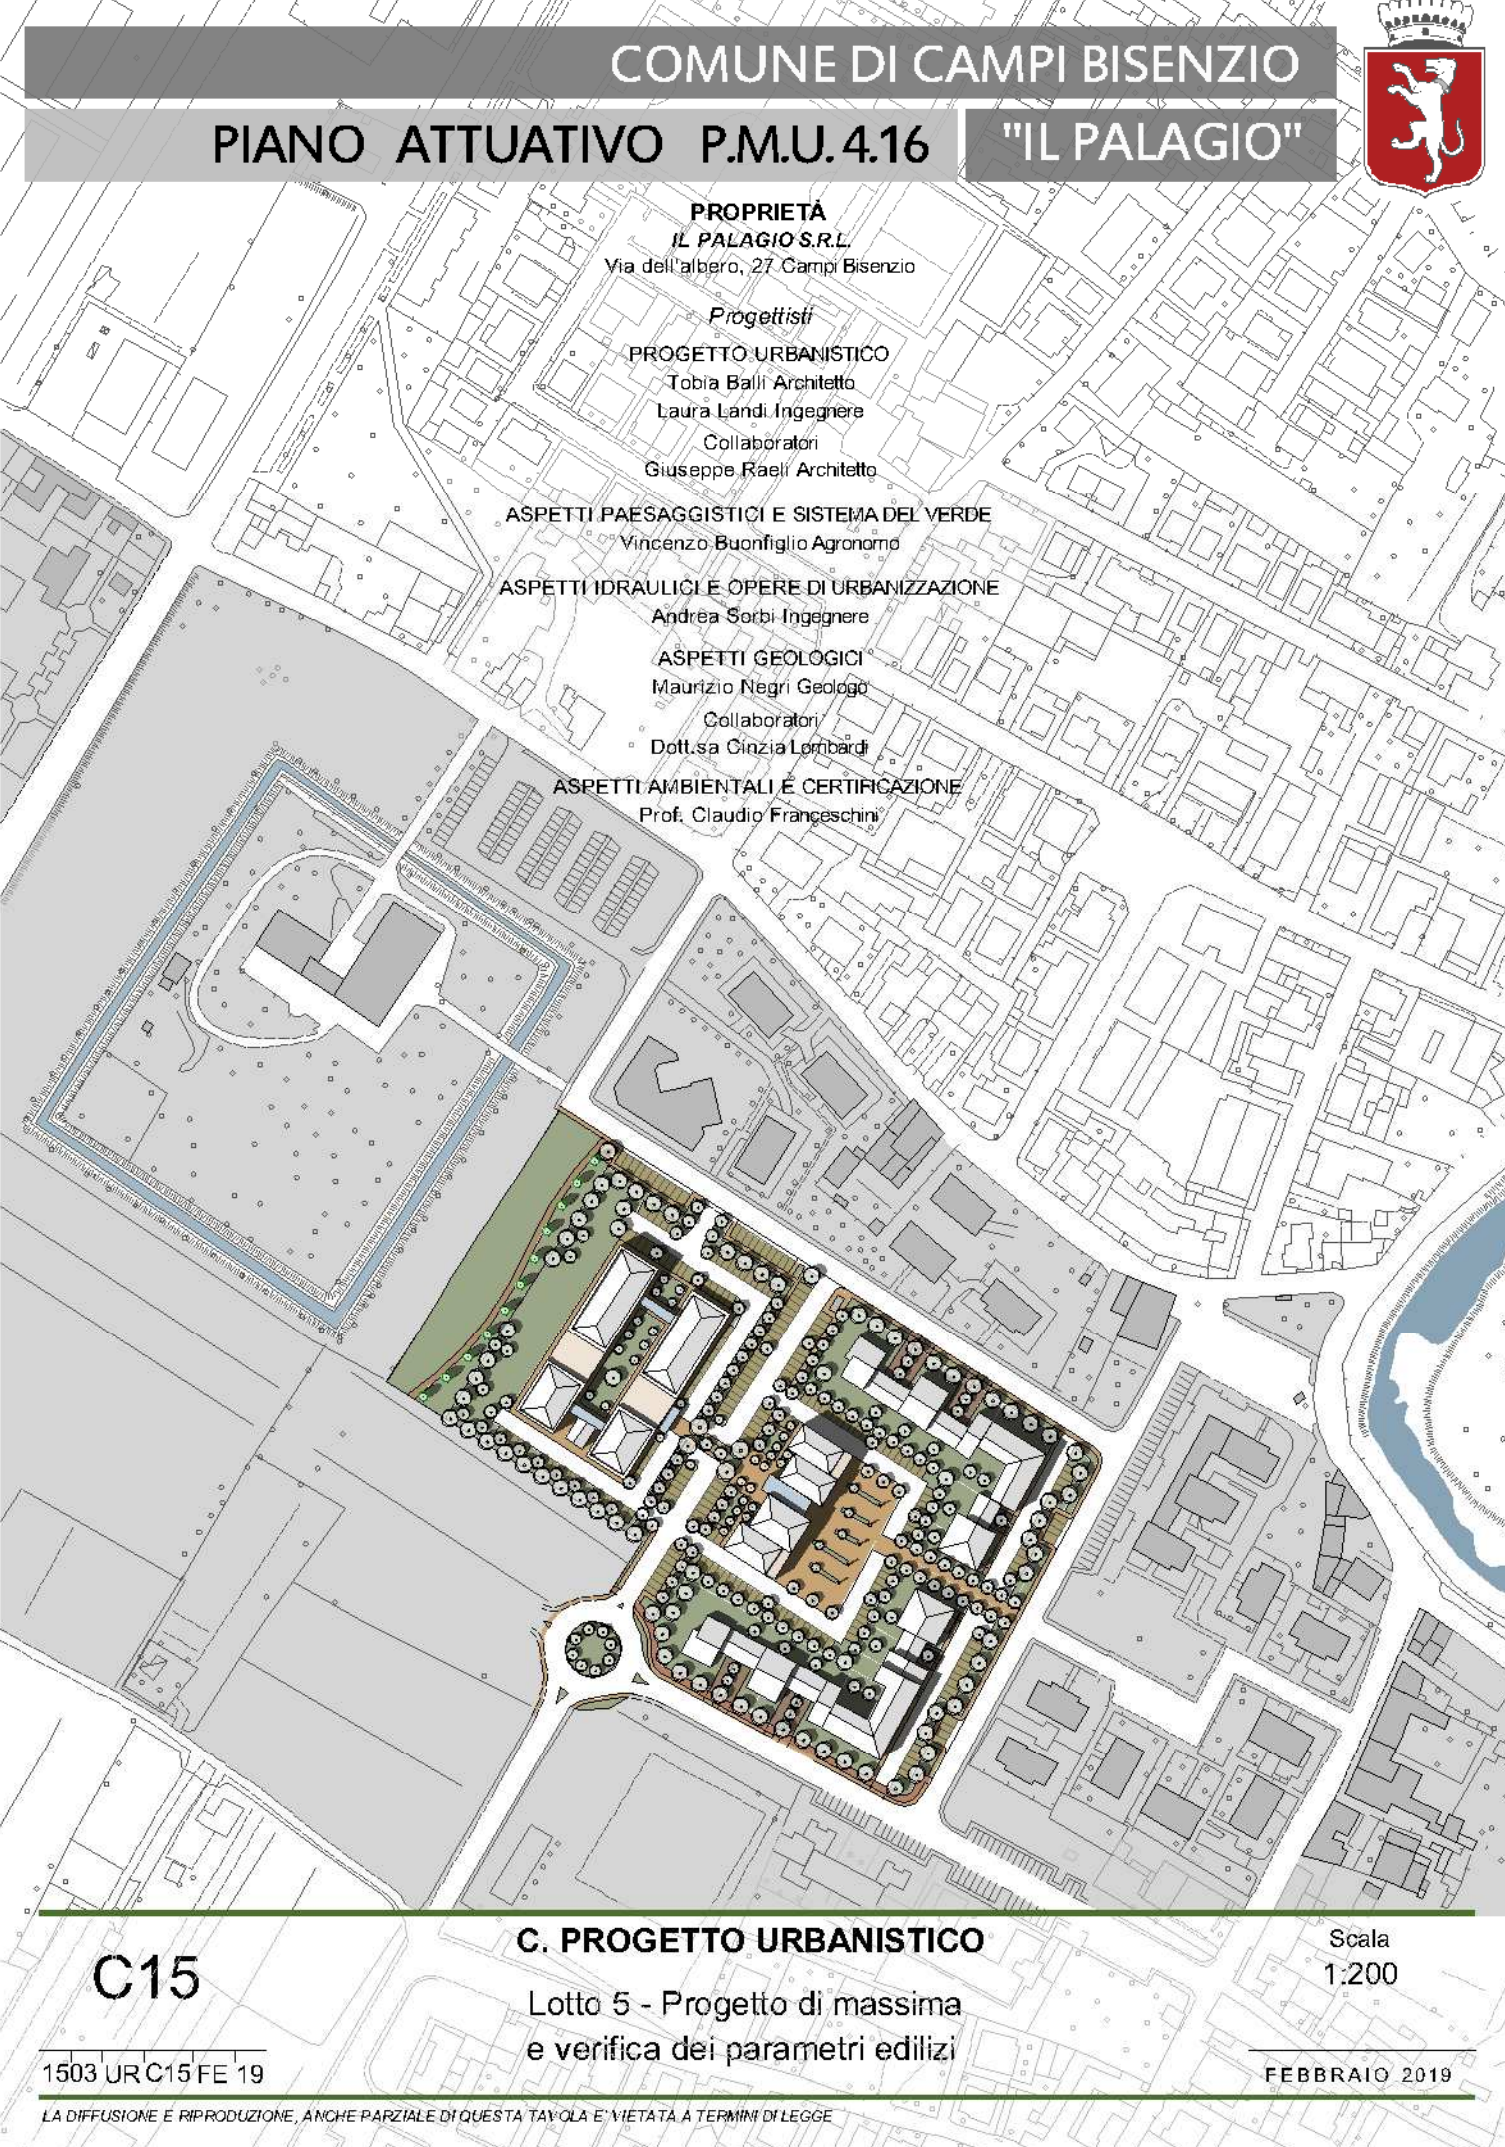 COMUNE DI CAMPI BISENZIO
PIANO ATTUATIVO P.M.U. 4.16
"IL PALAGIO"
PROPRIETÀ
IL PALAGIO S.R.L.
Via dell'albero, 27 Campi Bisenzio
Progettisti
PROGETTO URBANISTICO
Tobia Balli Architetto
Laura Landi Ingegnere
Collaboratori
Giuseppe Raeli Architetto
ASPETTI PAESAGGISTICI E SISTEMA DEL VERDE
Vincenzo Buonfiglio Agronomo
ASPETTI IDRAULICI E OPERE DI URBANIZZAZIONE
Andrea Sorbi Ingegnere
ASPETTI GEOLOGICI
Maurizio Negri Geologo
Collaboratori
Dott.sa Cinzia Lombardi
ASPETTI AMBIENTALI E CERTIFICAZIONE
Prof. Claudio Franceschini
C15
C. PROGETTO URBANISTICO
Lotto 5 - Progetto di massima
e verifica dei parametri edilizi
Scala
1:200
1503 UR C15 FE 19
FEBBRAIO 2019
LA DIFFUSIONE E RIPRODUZIONE, ANCHE PARZIALE DI QUESTA TAVOLA E' VIETATA A TERMINI DI LEGGE